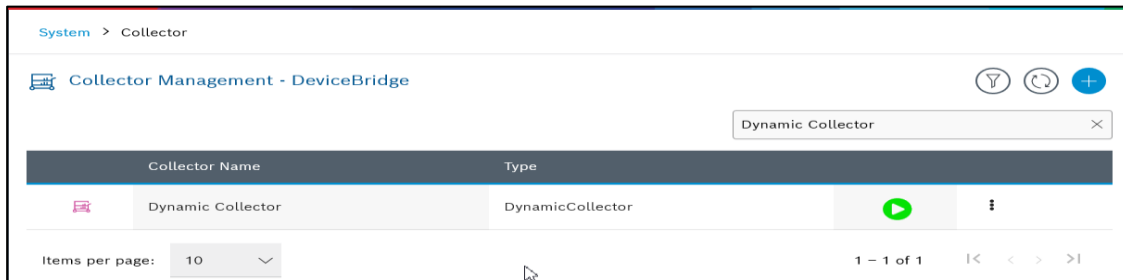 System > Collector
Collector Management - DeviceBridge
Dynamic Collector
Collector Name Type
Dynamic Collector DynamicCollector
Items per page: 10 1 – 1 of 1